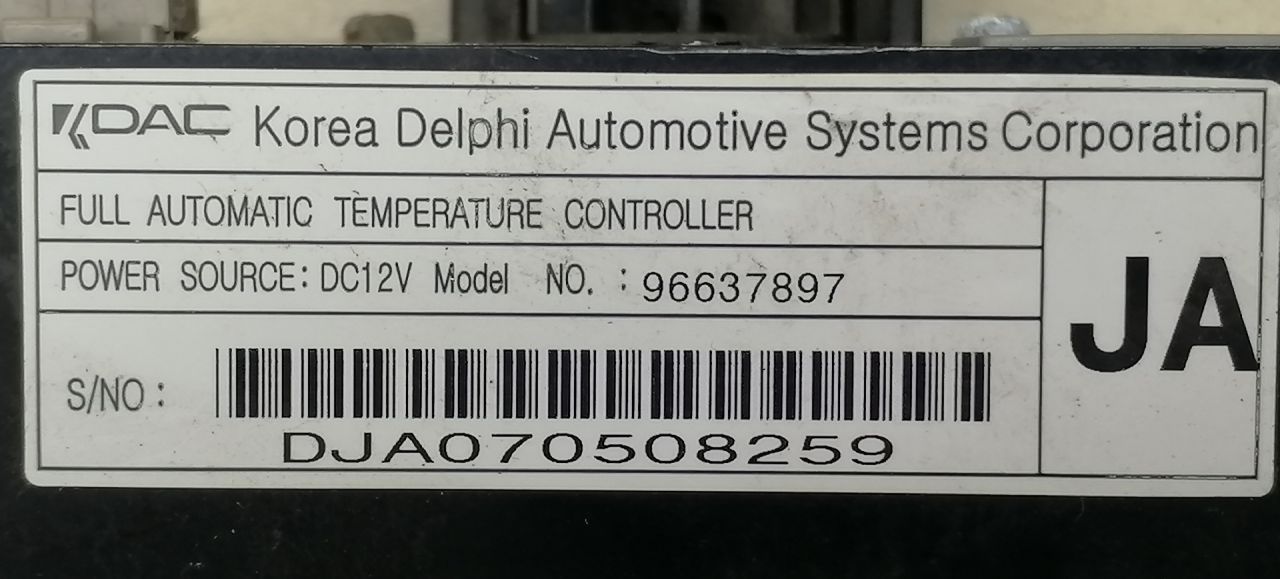 KDAC Korea Delphi Automotive Systems Corporation
FULL AUTOMATIC TEMPERATURE CONTROLLER
POWER SOURCE: DC12V Model NO. : 96637897
JA
S/NO :
DJA070508259